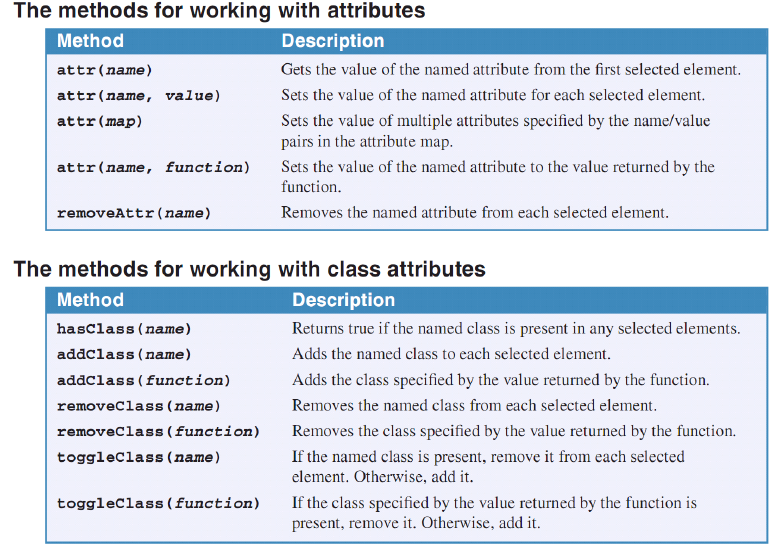 The methods for working with attributes
Method Description
attr(name) Gets the value of the named attribute from the first selected element.
attr(name, value) Sets the value of the named attribute for each selected element.
attr(map) Sets the value of multiple attributes specified by the name/value
pairs in the attribute map.
attr(name, function) Sets the value of the named attribute to the value returned by the
function.
removeAttr(name) Removes the named attribute from each selected element.
The methods for working with class attributes
Method Description
hasClass(name) Returns true if the named class is present in any selected elements.
addClass(name) Adds the named class to each selected element.
addClass(function) Adds the class specified by the value returned by the function.
removeClass(name) Removes the named class from each selected element.
removeClass(function) Removes the class specified by the value returned by the function.
toggleClass(name) If the named class is present, remove it from each selected
element. Otherwise, add it.
toggleClass(function) If the class specified by the value returned by the function is
present, remove it. Otherwise, add it.